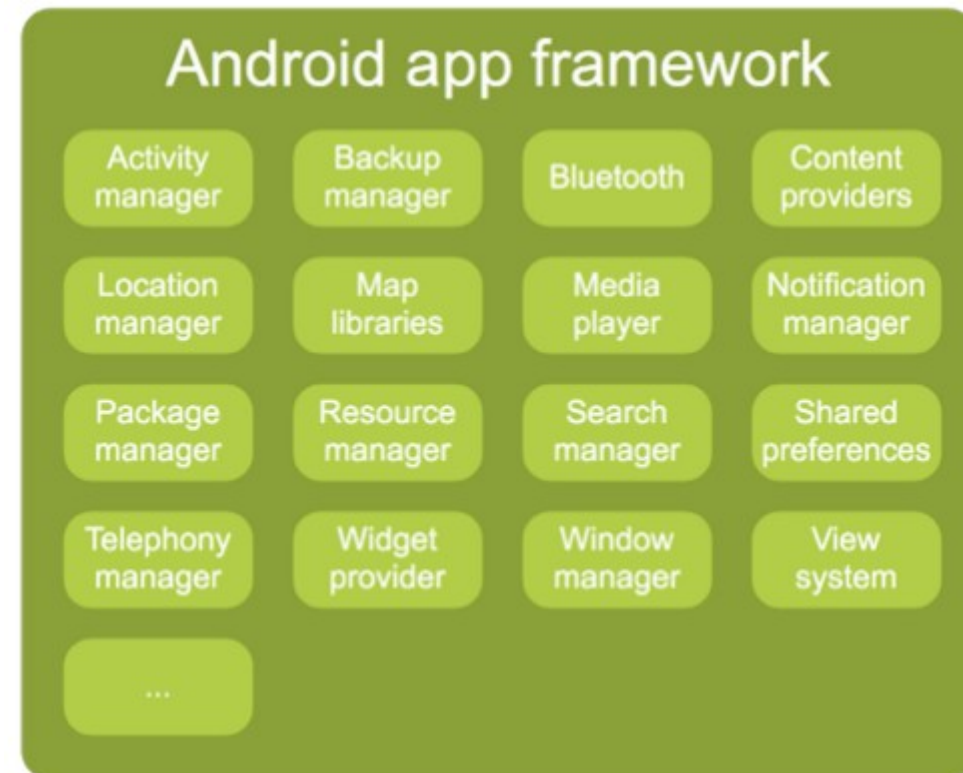 Android app framework
Activity
manager
Backup
manager
Bluetooth
Content
providers
Location
manager
Map
libraries
Media
player
Notification
manager
Package
manager
Resource
manager
Search
manager
Shared
preferences
Telephony
manager
Widget
provider
Window
manager
View
system
...